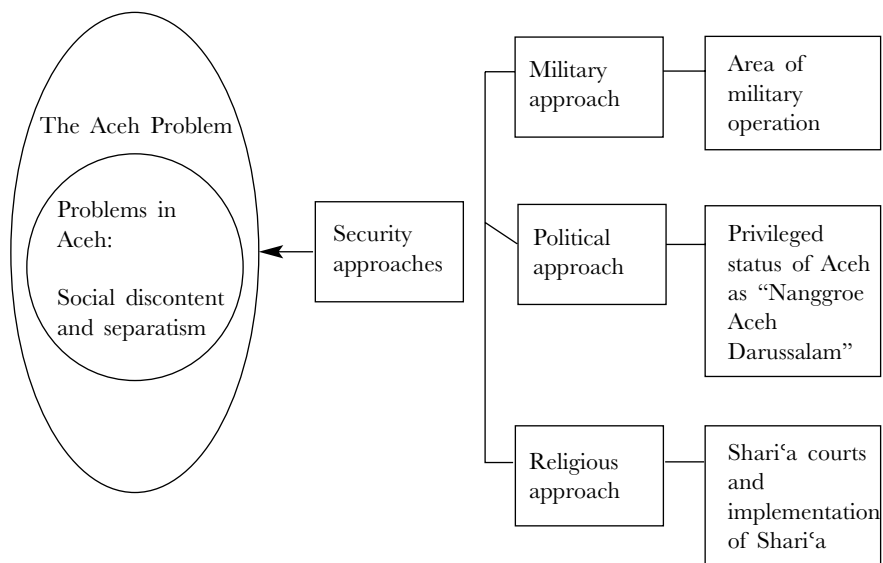 The Aceh Problem
Problems in
Aceh:
Social discontent
and separatism
Security
approaches
Military
approach
Area of
military
operation
Political
approach
Privileged
status of Aceh
as “Nanggroe
Aceh
Darussalam”
Religious
approach
Shariʿa courts
and
implementation
of Shariʿa